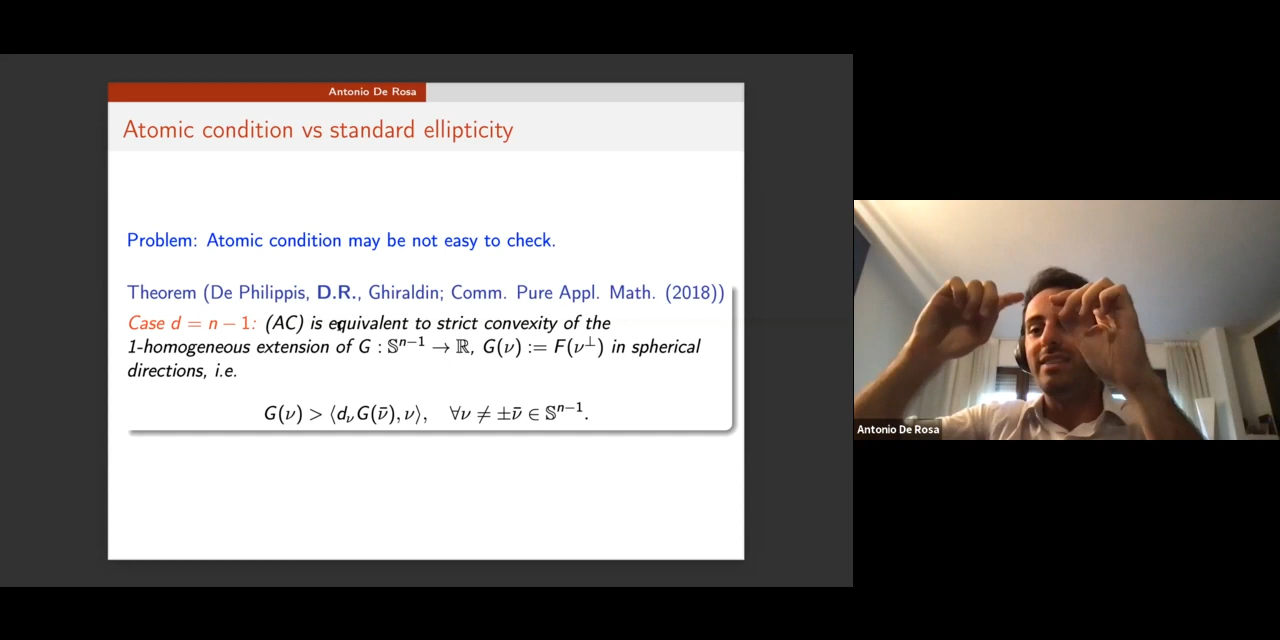 Antonio De Rosa
Atomic condition vs standard ellipticity
Problem: Atomic condition may be not easy to check.
Theorem (De Philippis, D.R., Ghiraldin; Comm. Pure Appl. Math. (2018))
Case d = n − 1: (AC) is equivalent to strict convexity of the
1-homogeneous extension of G : 𝕊ⁿ⁻¹ → ℝ, G(ν) := F(ν⊥) in spherical
directions, i.e.
G(ν) > ⟨d_νG(ν̄), ν⟩, ∀ν ≠ ±ν̄ ∈ 𝕊ⁿ⁻¹.
Antonio De Rosa